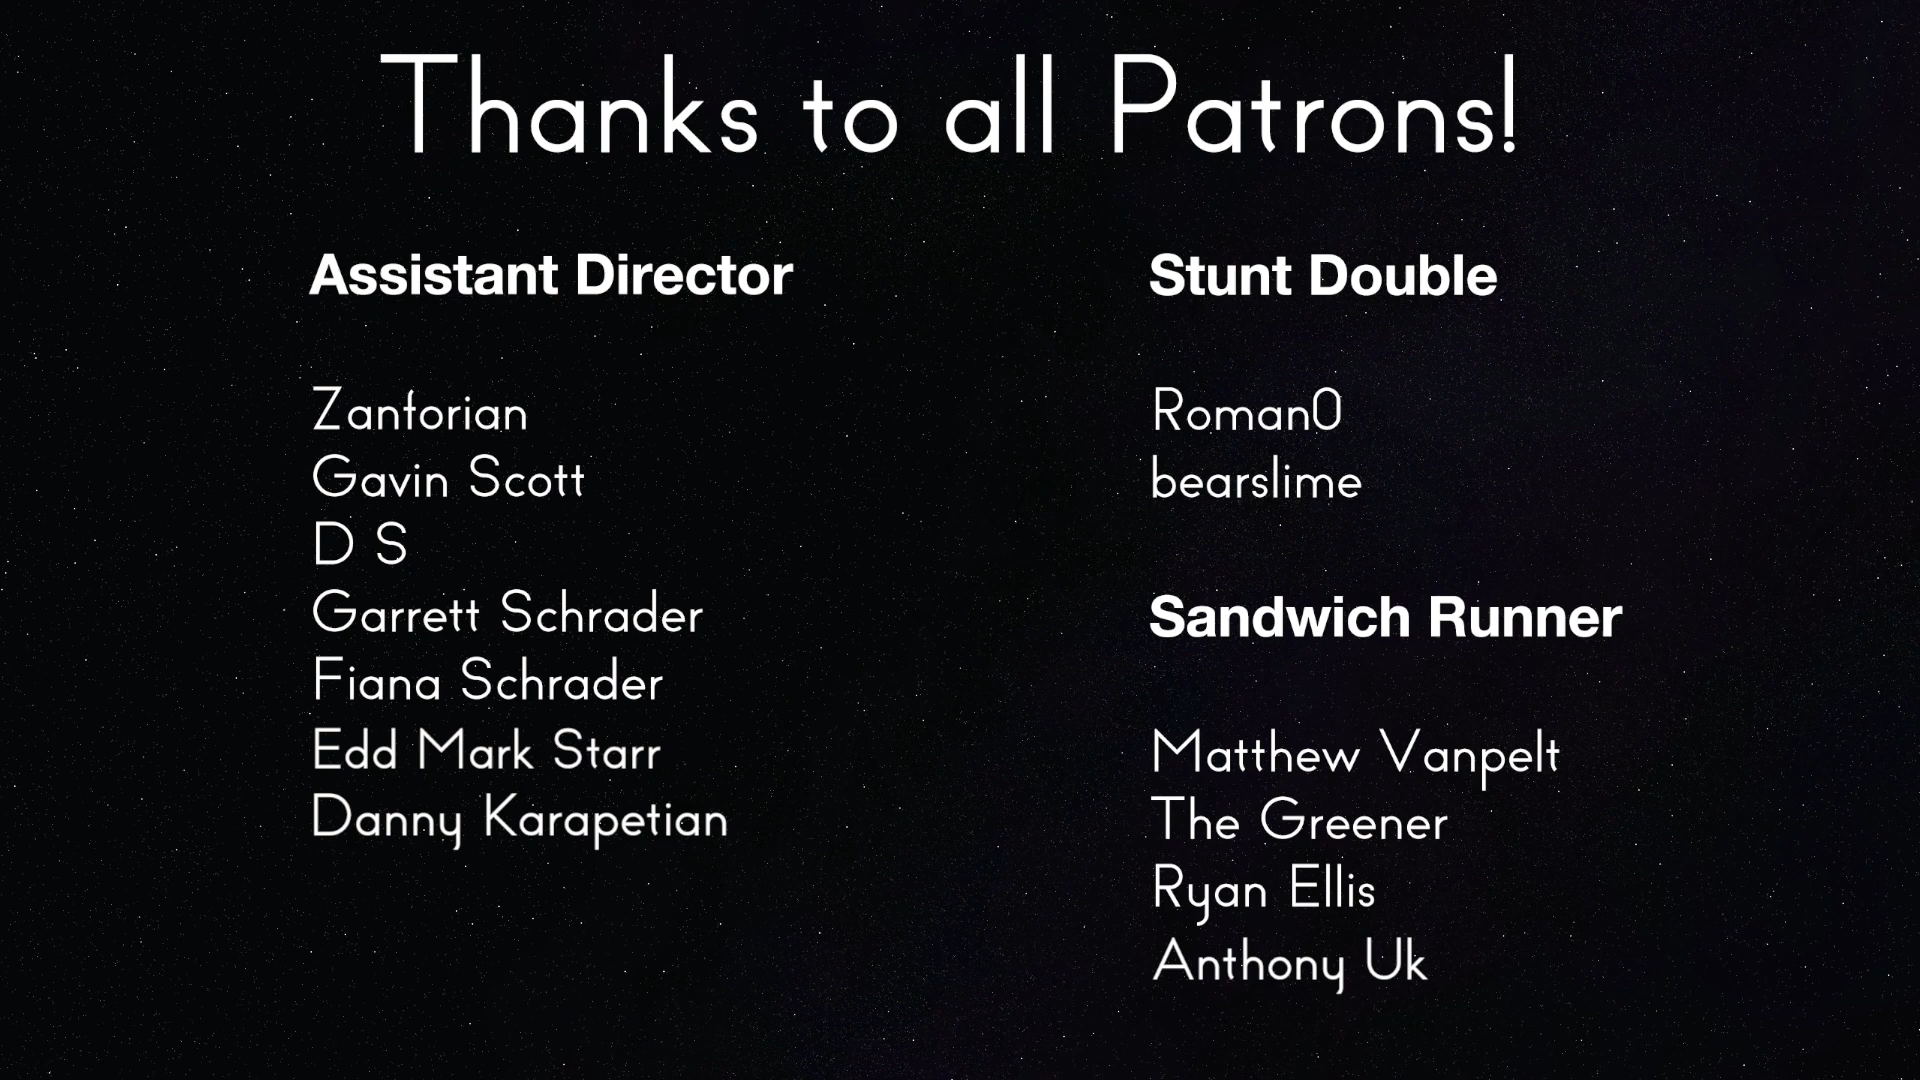 Thanks to all Patrons!
Assistant Director
Zanforian
Gavin Scott
D S
Garrett Schrader
Fiana Schrader
Edd Mark Starr
Danny Karapetian
Stunt Double
Roman0
bearslime
Sandwich Runner
Matthew Vanpelt
The Greener
Ryan Ellis
Anthony Uk